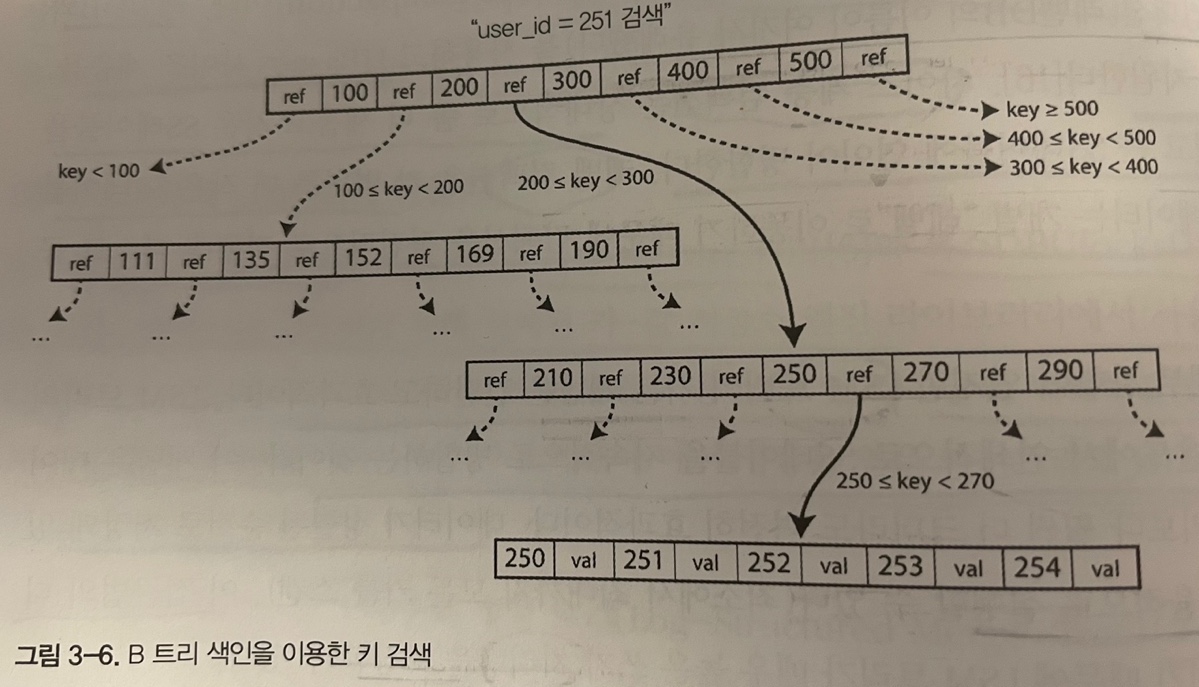 “user_id = 251 검색”
ref 100 ref 200 ref 300 ref 400 ref 500 ref
key ≥ 500
400 ≤ key < 500
300 ≤ key < 400
key < 100
100 ≤ key < 200
200 ≤ key < 300
ref 111 ref 135 ref 152 ref 169 ref 190 ref
... ... ... ... ... ...
ref 210 ref 230 ref 250 ref 270 ref 290 ref
... ... ... ... ...
250 ≤ key < 270
250 val 251 val 252 val 253 val 254 val
그림 3-6. B 트리 색인을 이용한 키 검색